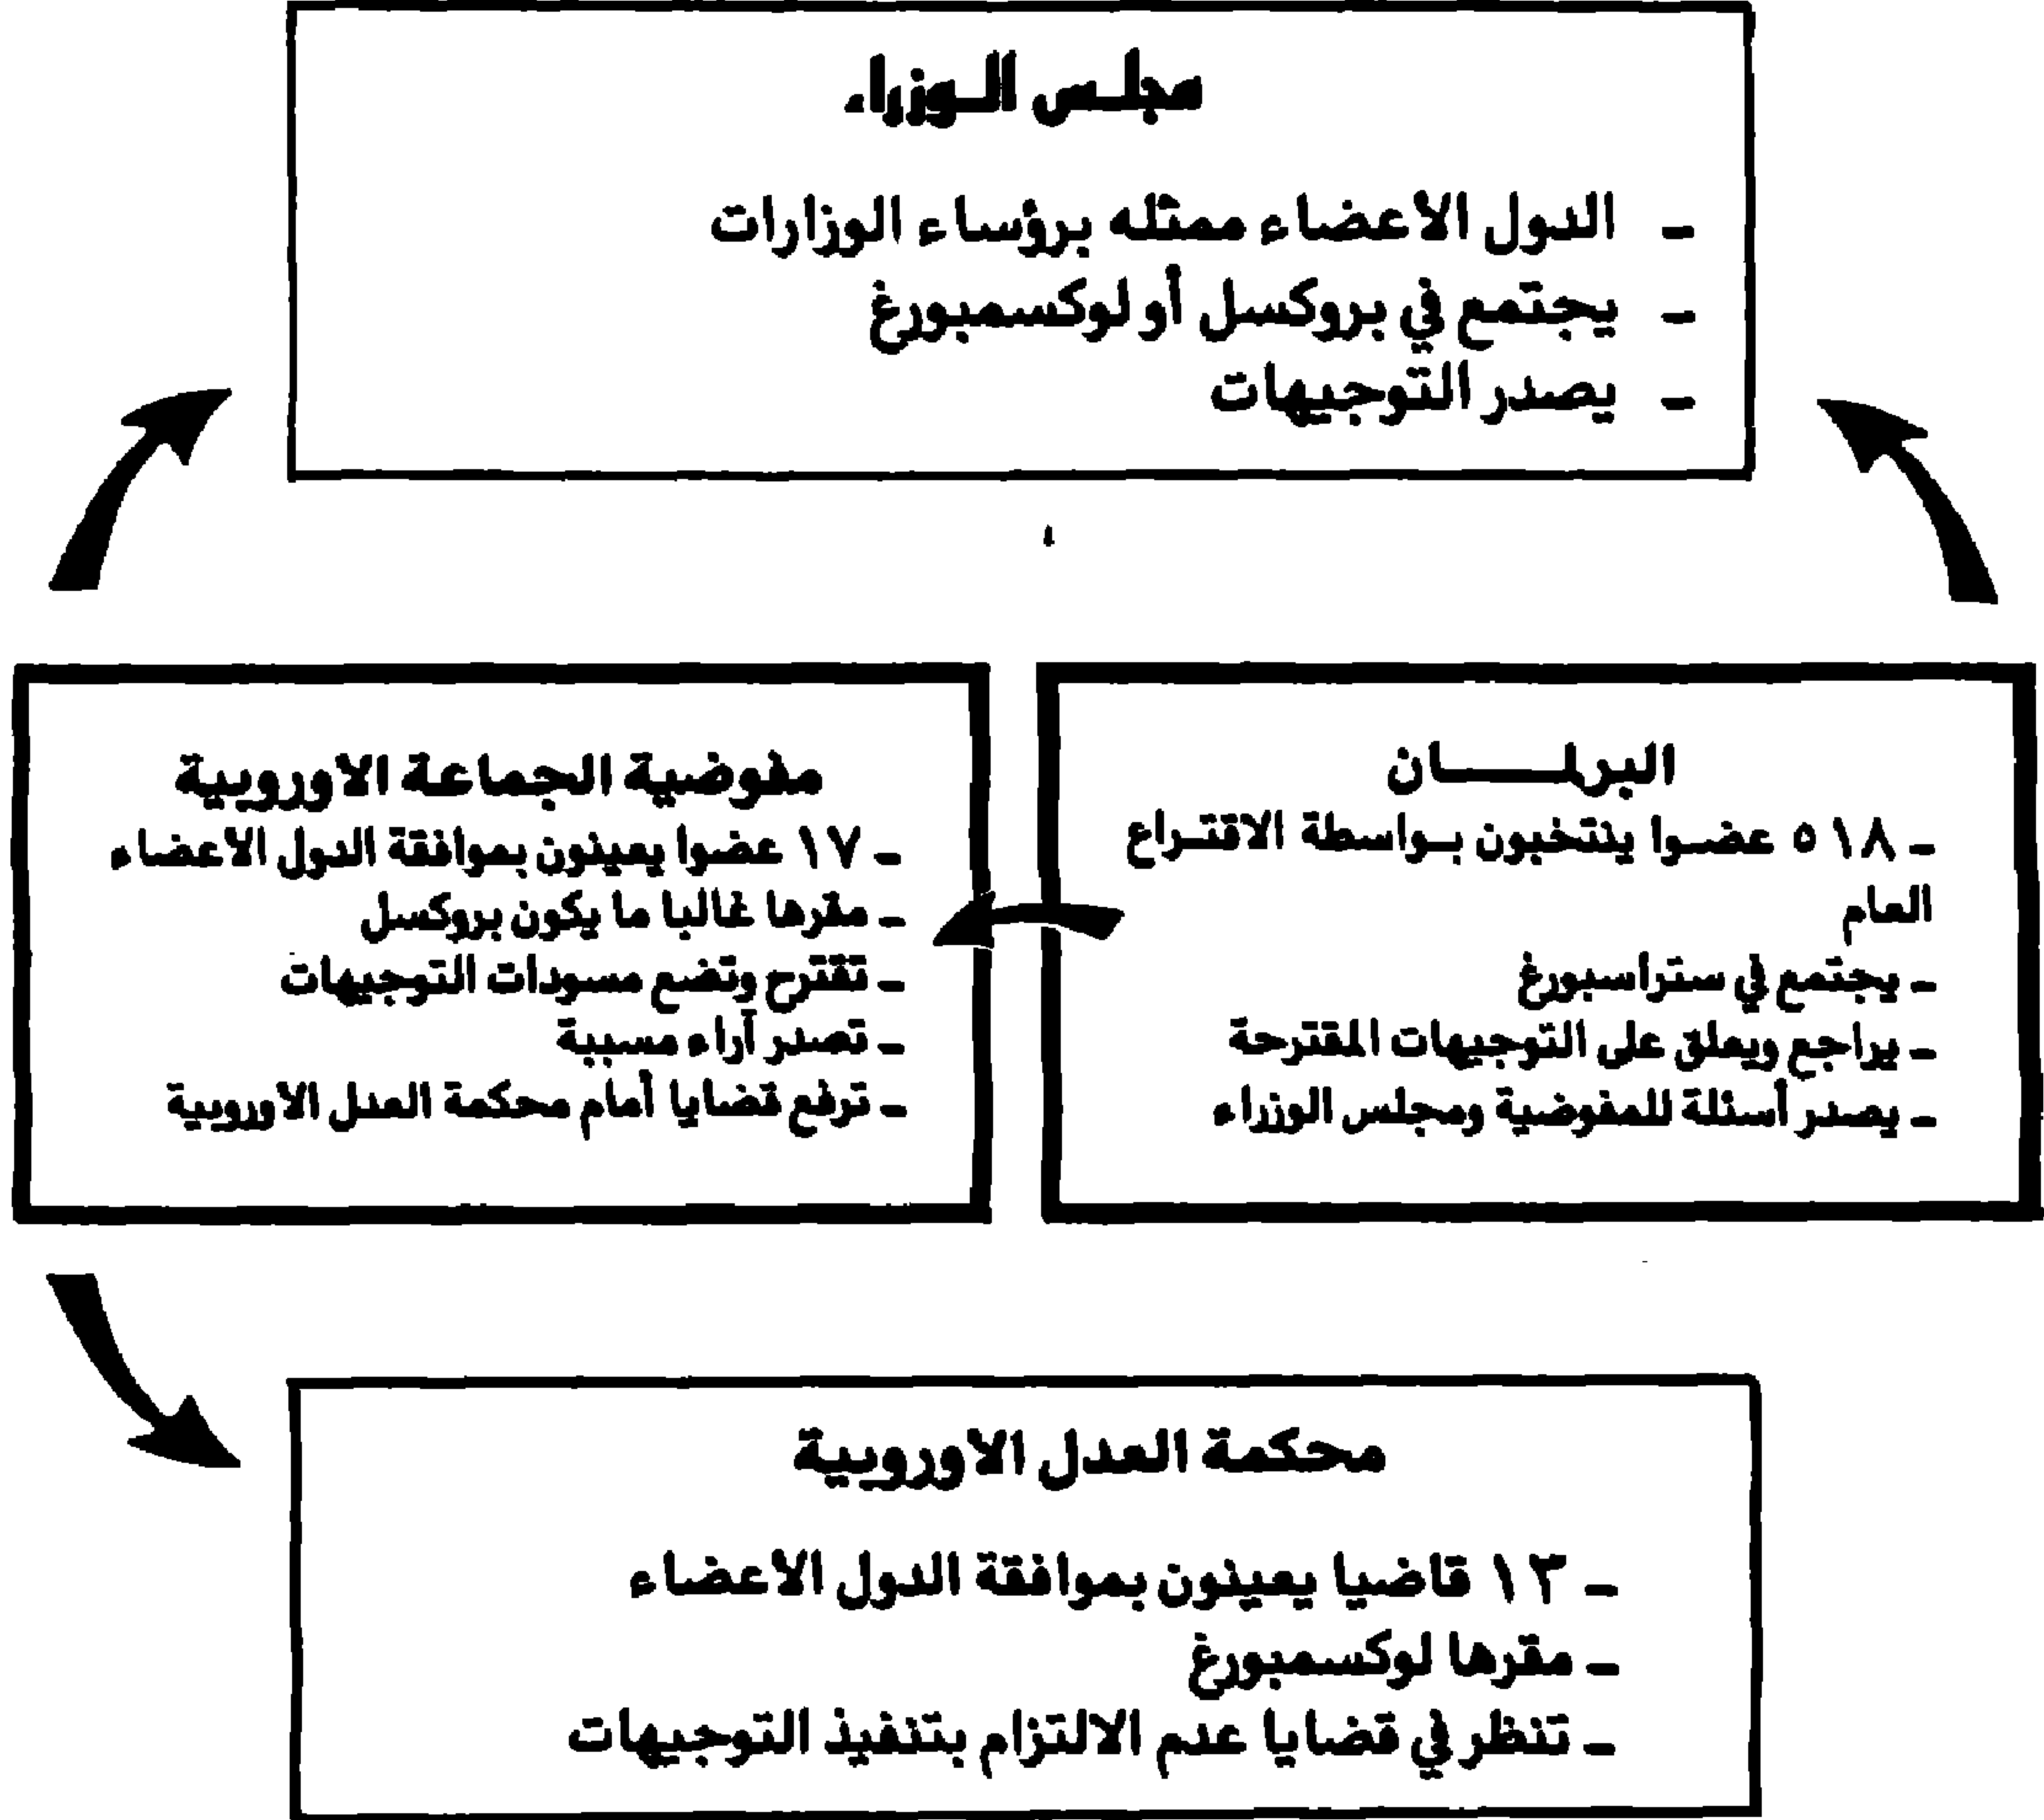 مجلس الوزراء
- الدول الاعضاء ممثله برؤساء الوزارات
- يجتمع في بروكسل أو لوكسمبورغ
- يصدر التوجيهات
البرلمان
- ٥١٨ عضوا ينتخبون بواسطة الاقتراع
العام
- يجتمع في ستراسبورغ
- يراجع ويعلق على التوجيهات المقترحة
- يصدر أسئلة للمفوضية ومجلس الوزراء
مفوضية الجماعة الاوروبية
- ١٧ عضوا يعينون بموافقة الدول الاعضاء
- مقرها غالبا ما يكون بروكسل
- تقترح وتضع مسودات التوجيهات
- تصدر آراء مسببة
- ترفع قضايا أمام محكمة العدل الاوروبية
محكمة العدل الاوروبية
- ١٣ قاضيا يعينون بموافقة الدول الاعضاء
- مقرها لوكسمبورغ
- تنظر في قضايا عدم الالتزام بتنفيذ التوجيهات